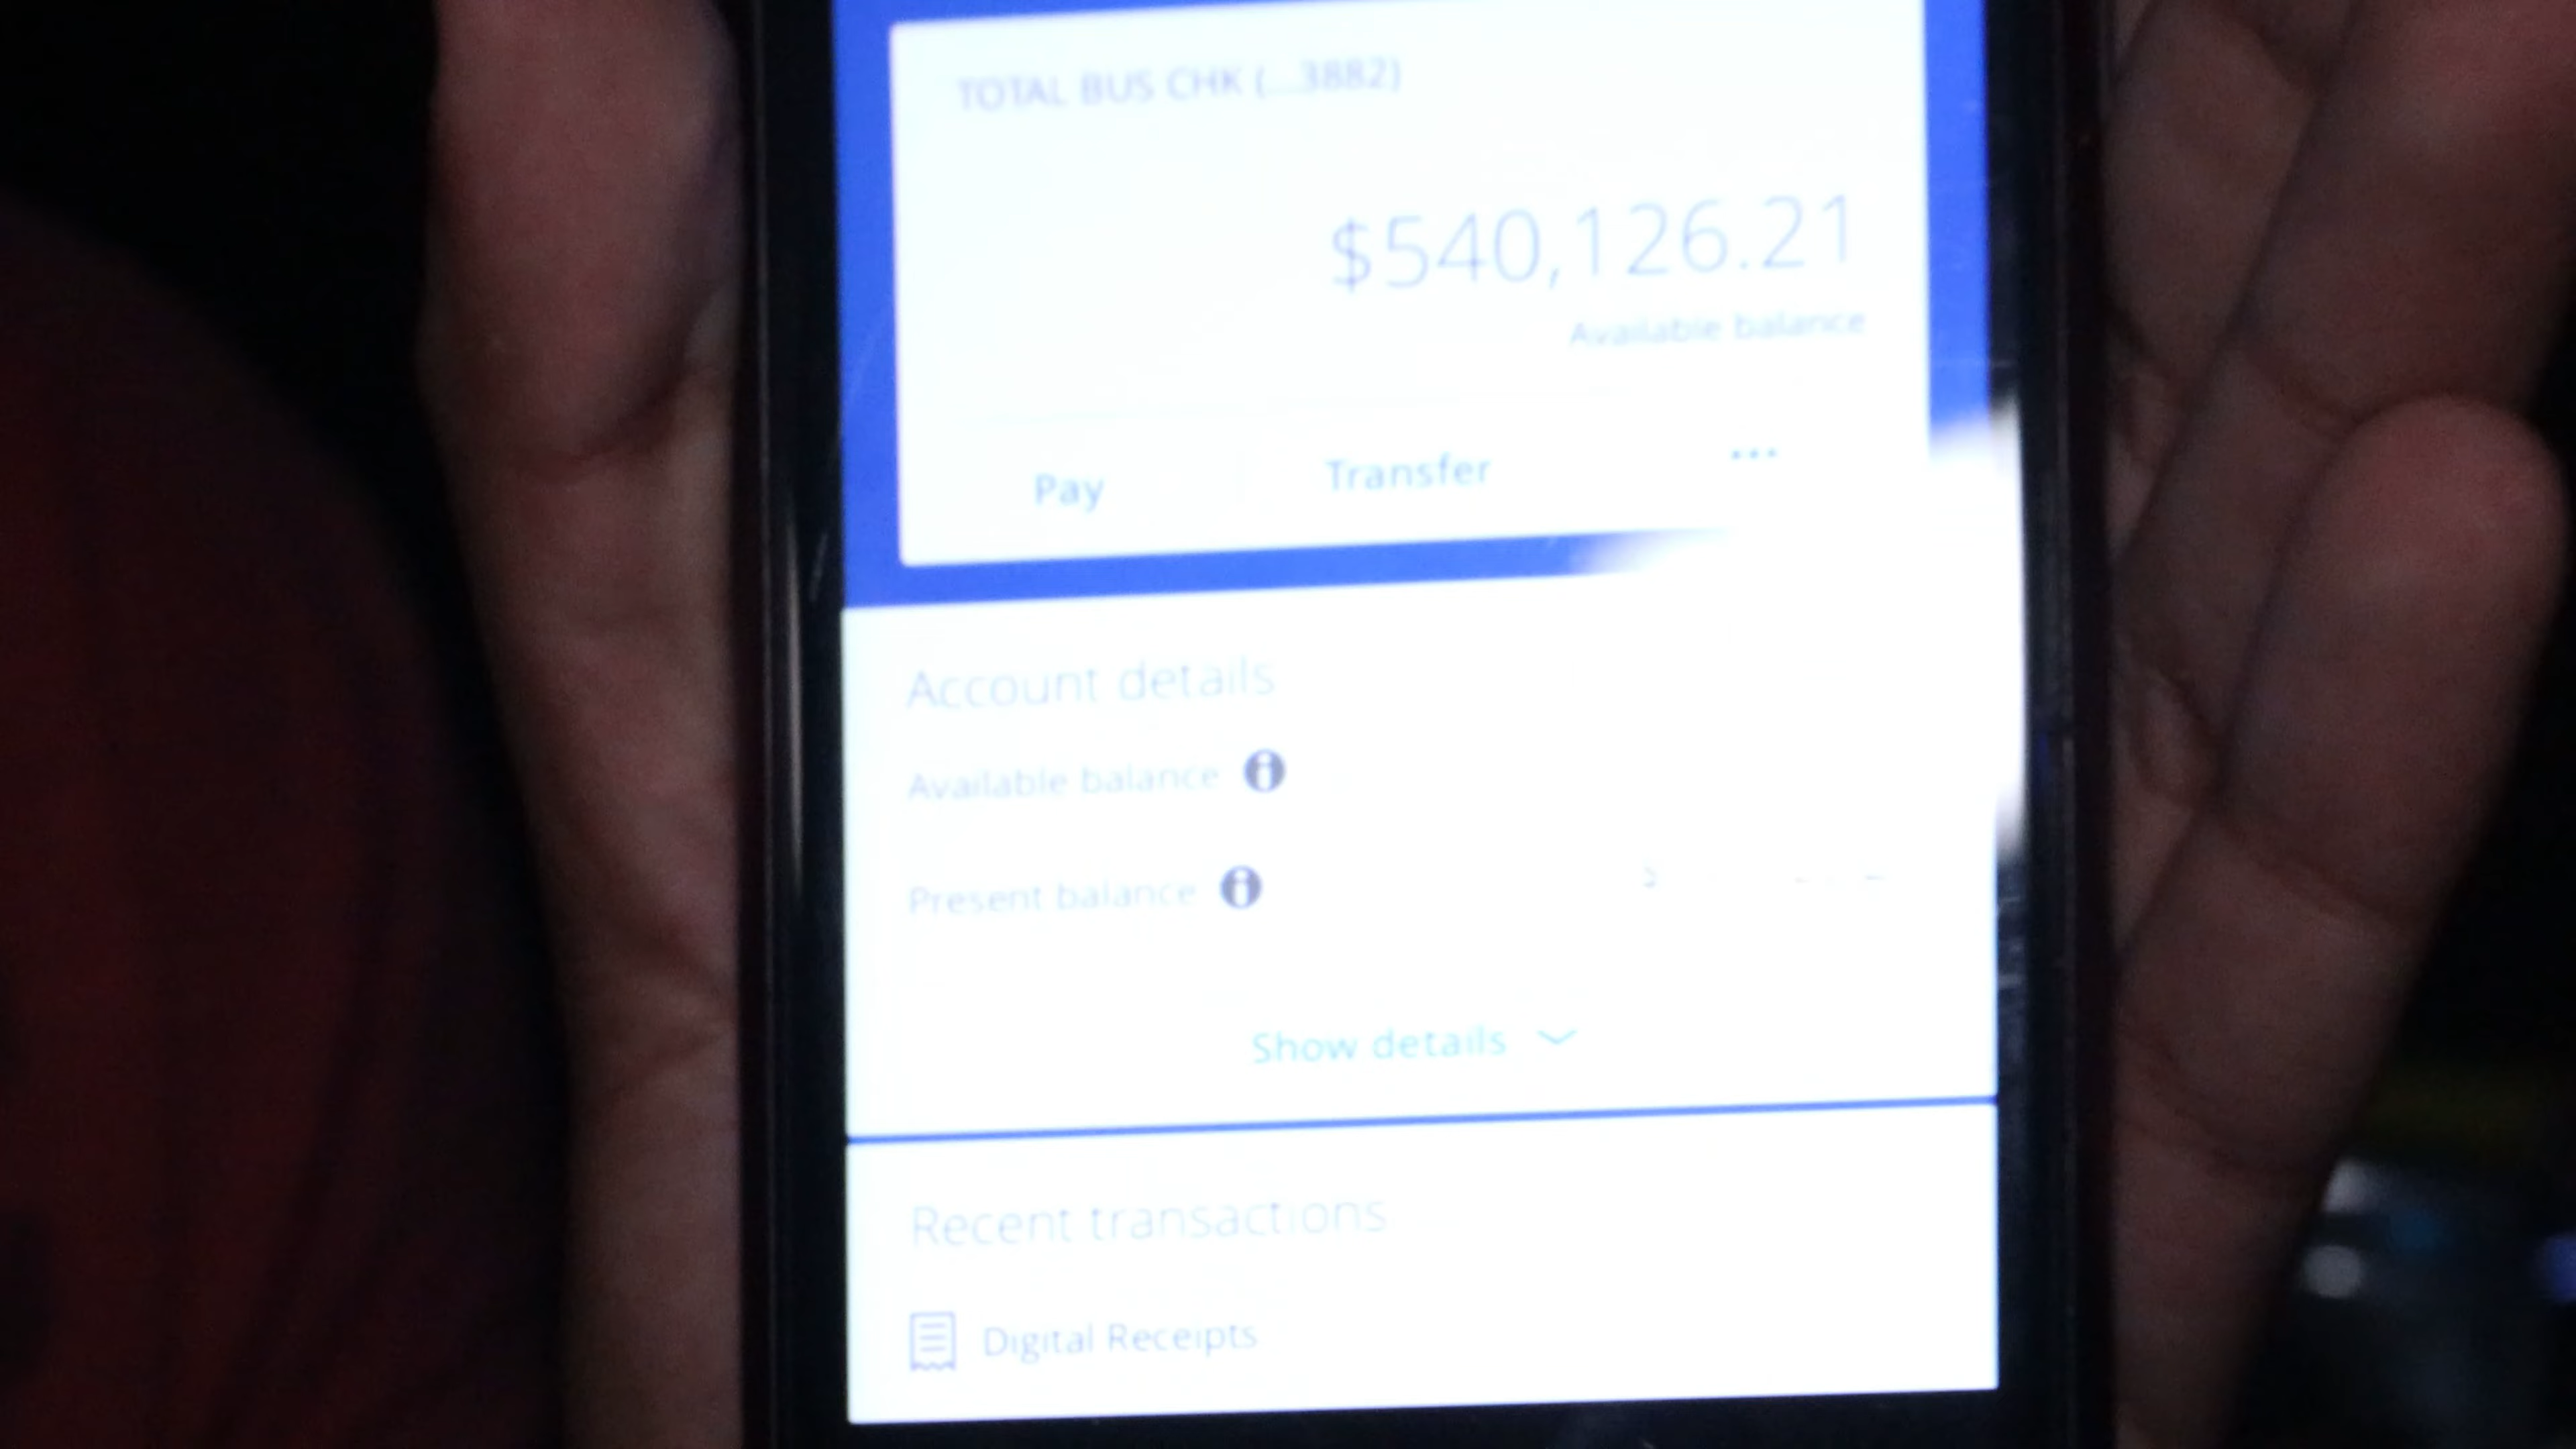 TOTAL BUS CHK (...3882)
$540,126.21
Available balance
Pay Transfer ...
Account details
Available balance
Present balance
Show details
Recent transactions
Digital Receipts